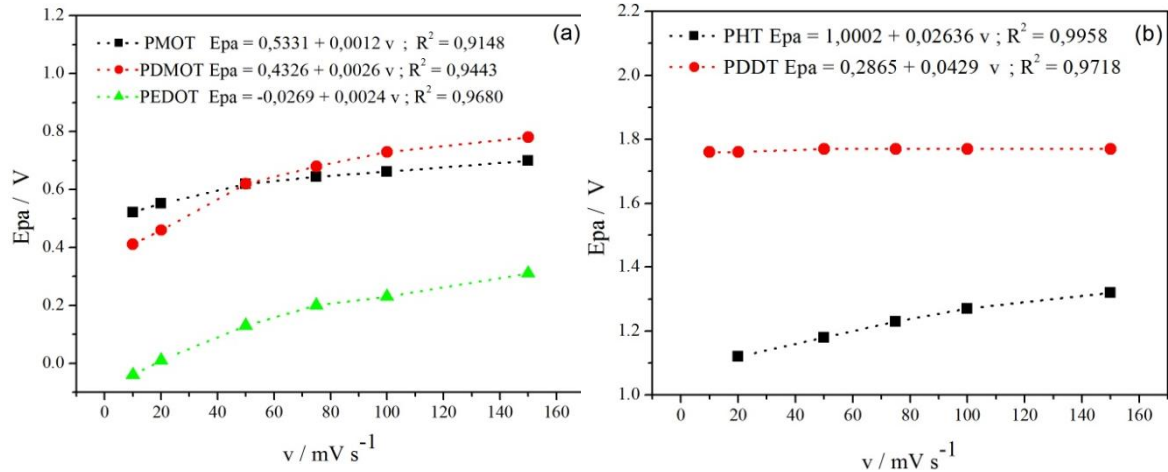 (a)
PMOT Epa = 0,5331 + 0,0012 v ; R² = 0,9148
PDMOT Epa = 0,4326 + 0,0026 v ; R² = 0,9443
PEDOT Epa = -0,0269 + 0,0024 v ; R² = 0,9680
Epa / V
1.2
1.0
0.8
0.6
0.4
0.2
0.0
0 20 40 60 80 100 120 140 160
v / mV s⁻¹
(b)
PHT Epa = 1,0002 + 0,02636 v ; R² = 0,9958
PDDT Epa = 0,2865 + 0,0429 v ; R² = 0,9718
Epa / V
2.2
2.0
1.8
1.6
1.4
1.2
1.0
0 20 40 60 80 100 120 140 160
v / mV s⁻¹